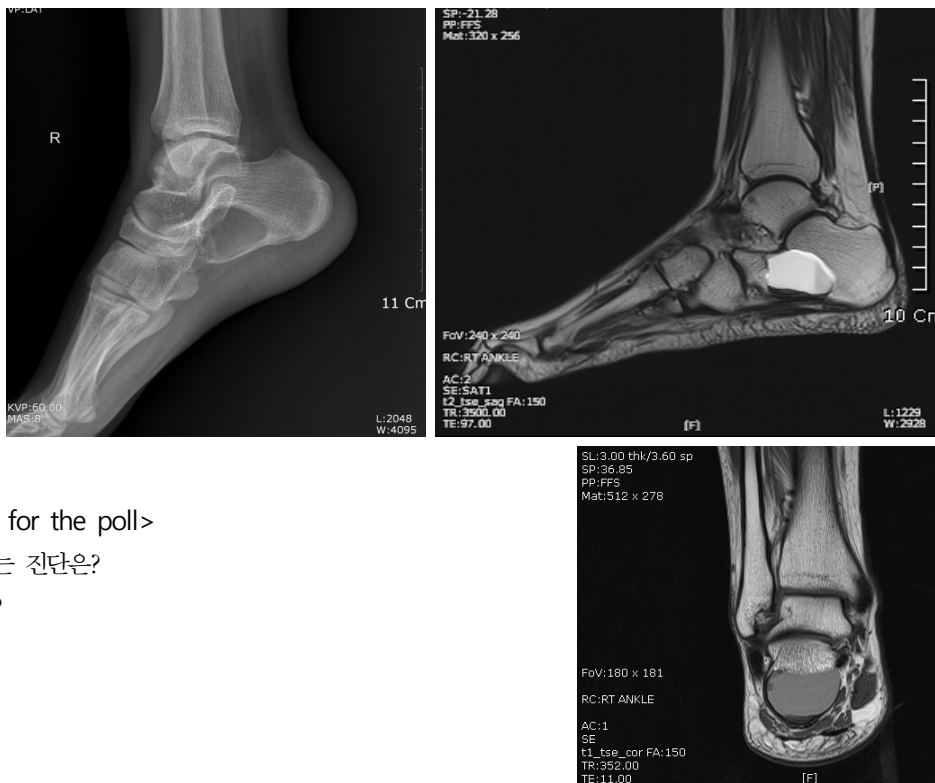 VP:LAT
R
11 Cm
KVP:60.00
MAS:8
L:2048
W:4095
SP:-21.28
PP:FFS
Mat:320 x 256
[P]
10 Cr
FoV:240 x 240
RC:RT ANKLE
AC:2
SE:SAT1
t2_tse_sag FA:150
TR:3500.00
TE:97.00
[F]
L:1229
W:2928
for the poll>
는 진단은?
SL:3.00 thk/3.60 sp
SP:36.85
PP:FFS
Mat:512 x 278
FoV:180 x 181
RC:RT ANKLE
AC:1
SE
t1_tse_cor FA:150
TR:352.00
TE:11.00
[F]